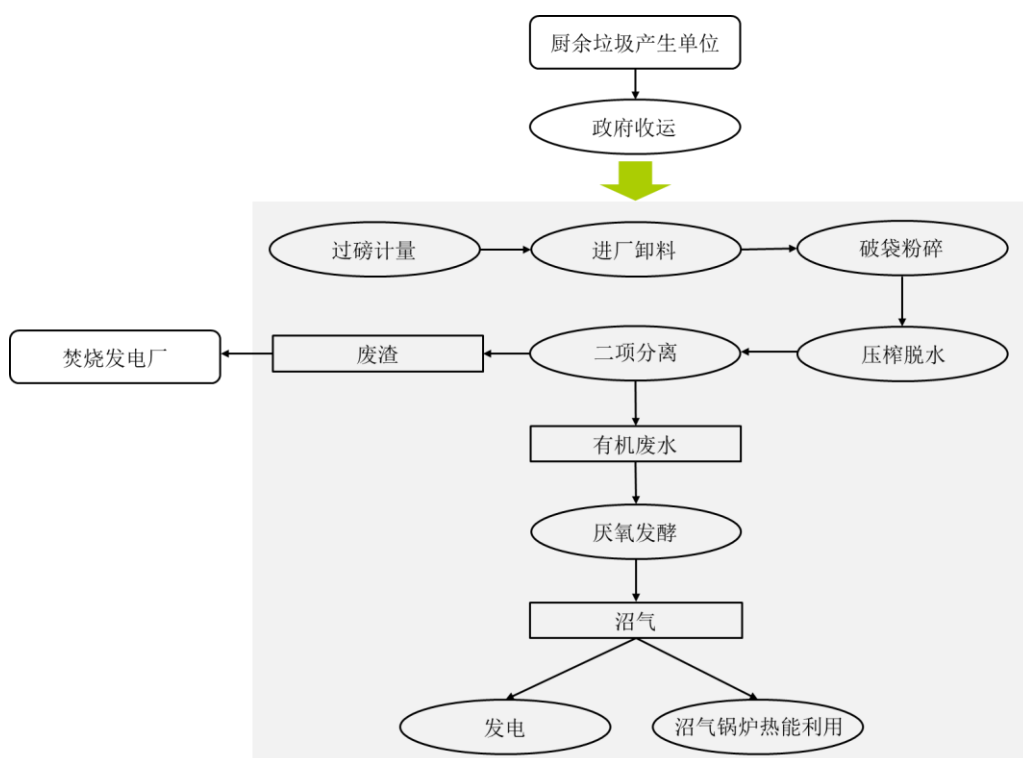 厨余垃圾产生单位
政府收运
过磅计量
进厂卸料
破袋粉碎
焚烧发电厂
废渣
二项分离
压榨脱水
有机废水
厌氧发酵
沼气
发电
沼气锅炉热能利用